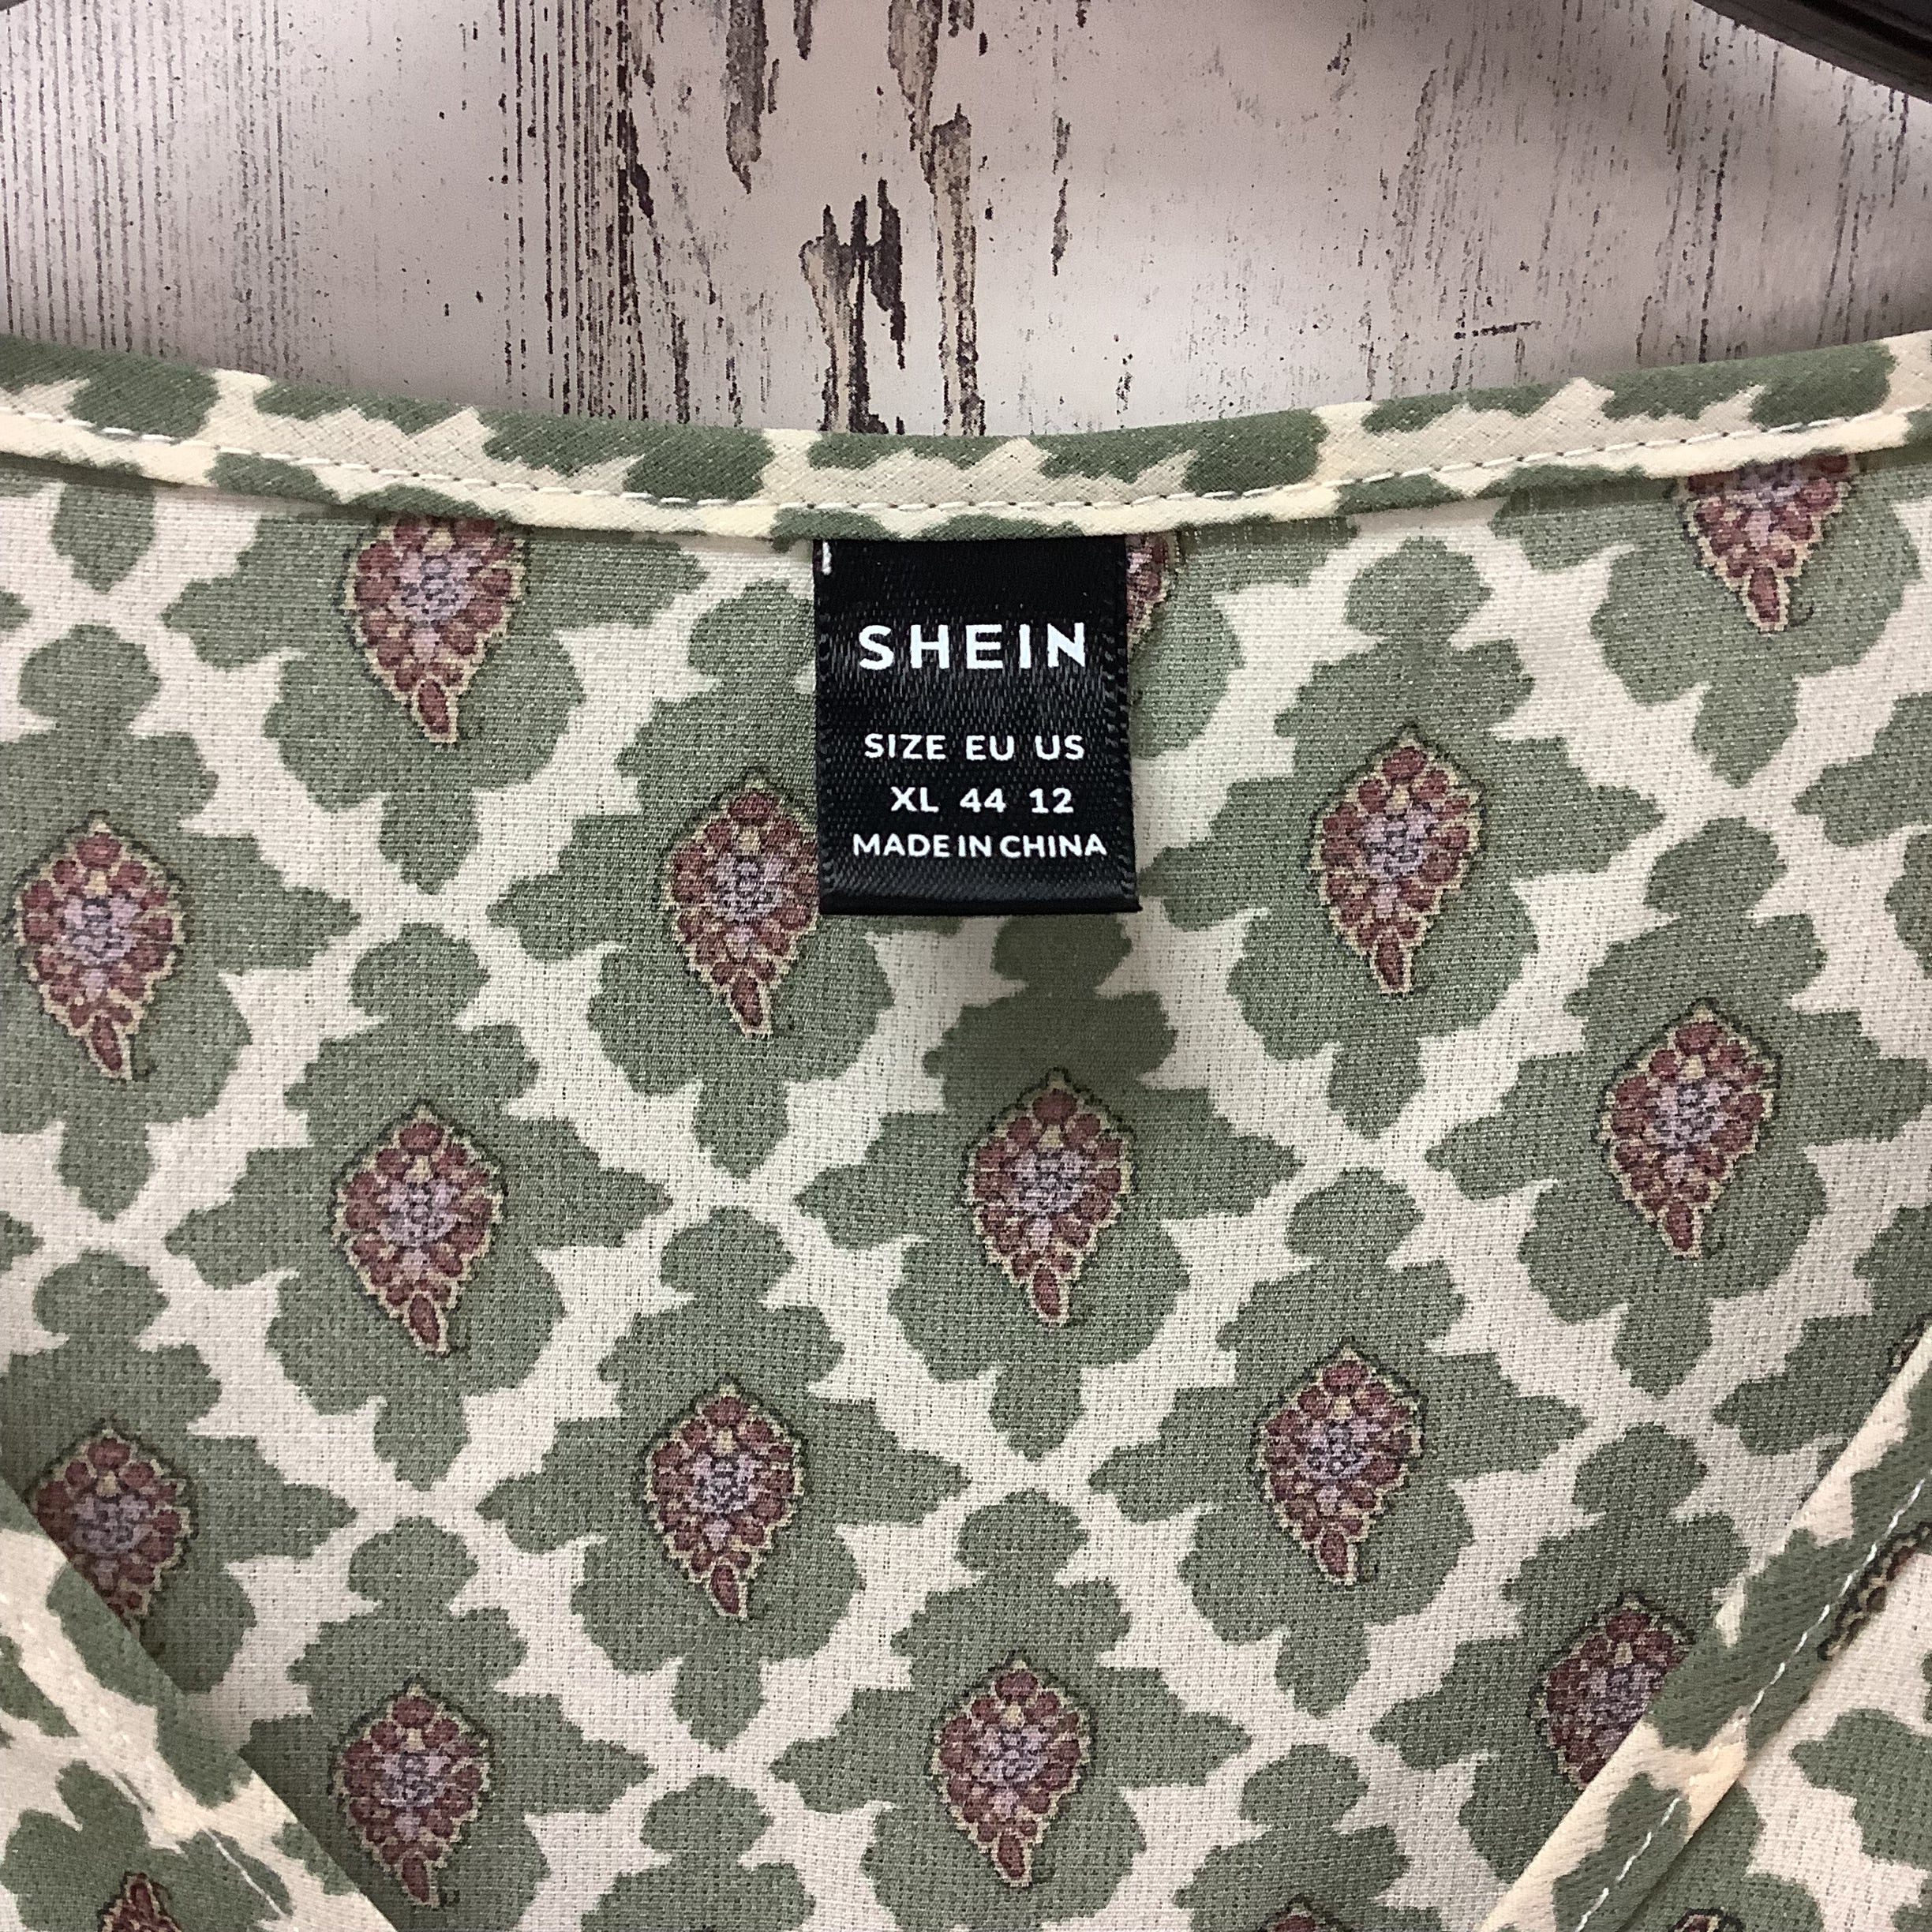 SHEIN
SIZE EU US
XL 44 12
MADE IN CHINA